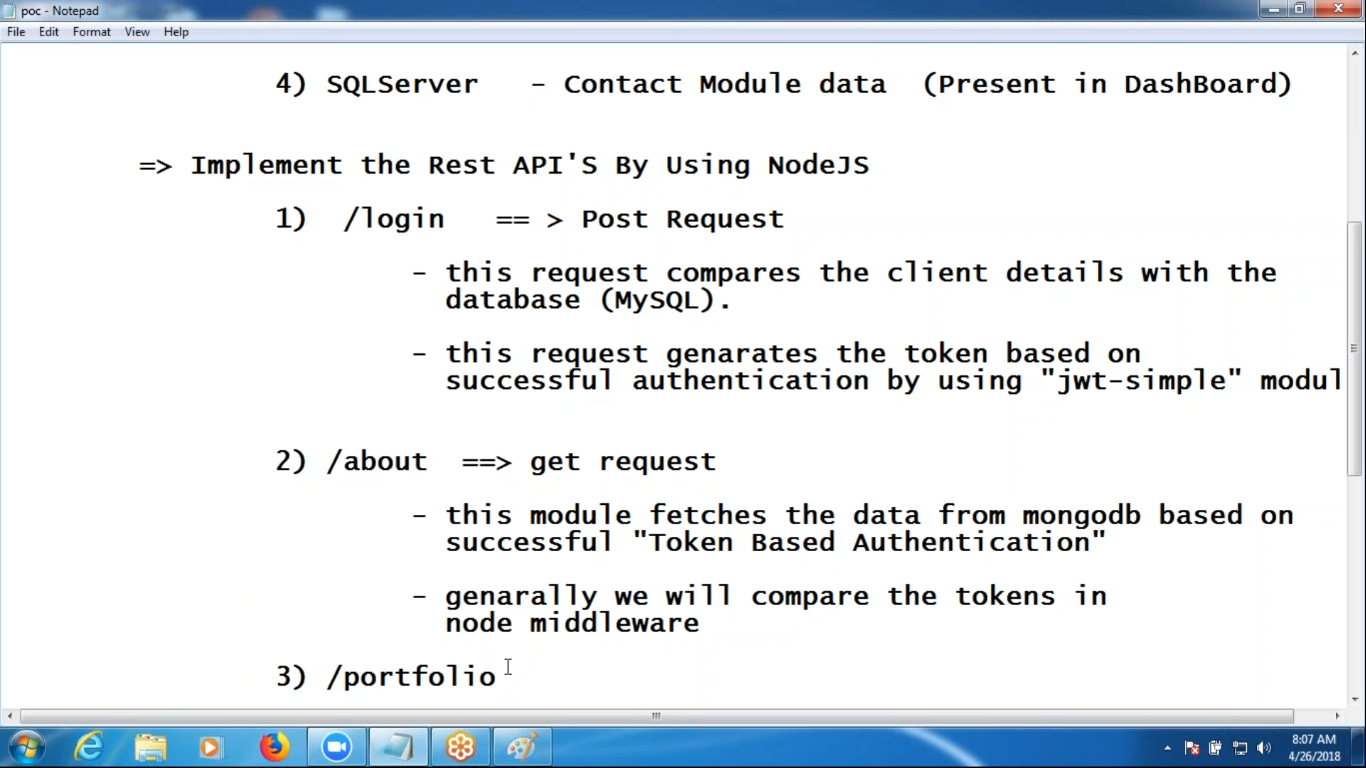 poc - Notepad
File Edit Format View Help
4) SQLServer - Contact Module data (Present in DashBoard)
=> Implement the Rest API'S By Using NodeJS
1) /login == > Post Request
- this request compares the client details with the
database (MySQL).
- this request genarates the token based on
successful authentication by using "jwt-simple" modul
2) /about ==> get request
- this module fetches the data from mongodb based on
successful "Token Based Authentication"
- genarally we will compare the tokens in
node middleware
3) /portfolio
8:07 AM
4/26/2018